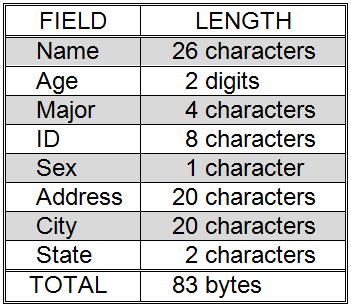 FIELD LENGTH
Name 26 characters
Age 2 digits
Major 4 characters
ID 8 characters
Sex 1 character
Address 20 characters
City 20 characters
State 2 characters
TOTAL 83 bytes